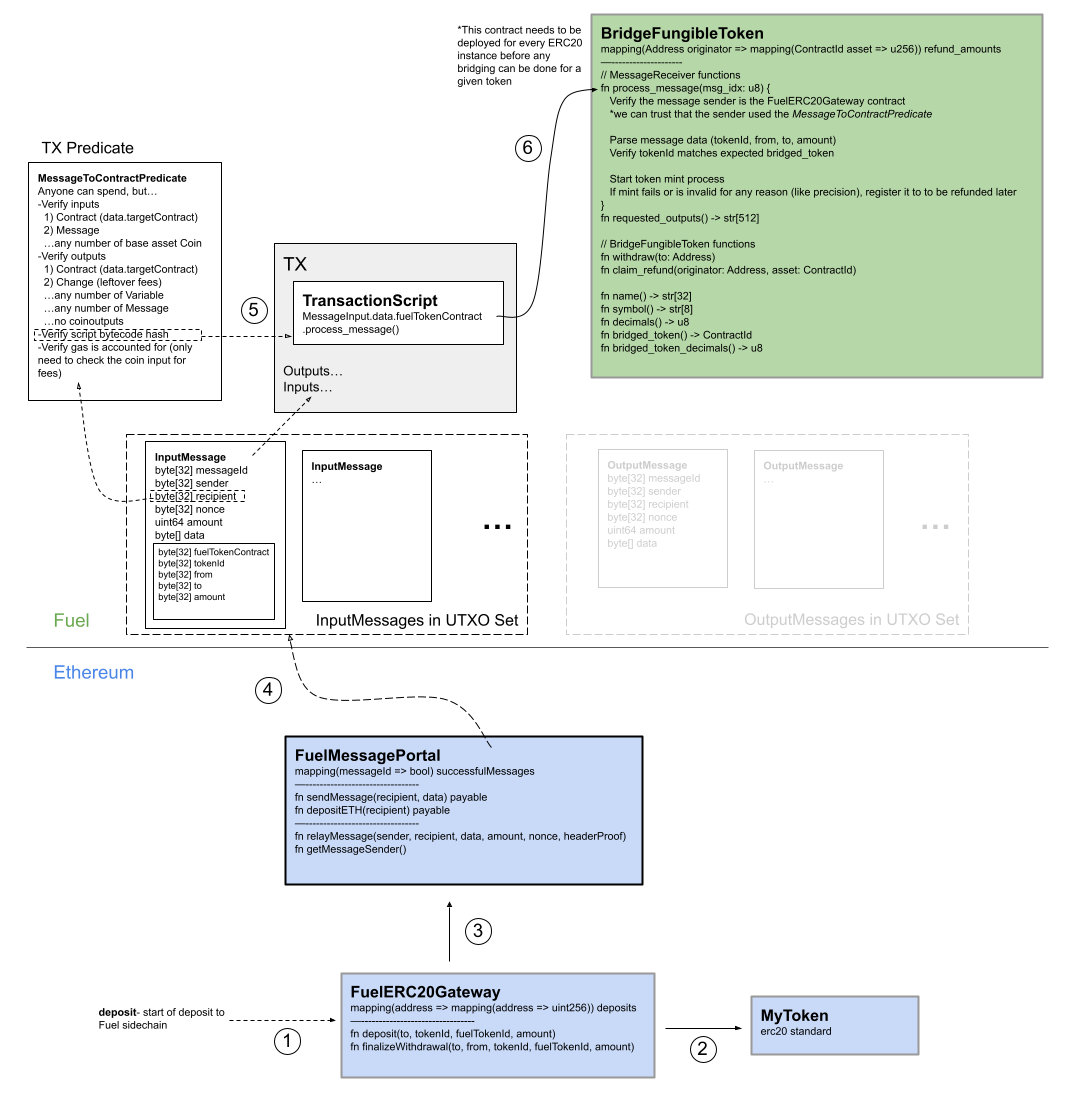 *This contract needs to be
deployed for every ERC20
instance before any
bridging can be done for a
given token
BridgeFungibleToken
mapping(Address originator => mapping(ContractId asset => u256)) refund_amounts
—--------------------
// MessageReceiver functions
fn process_message(msg_idx: u8) {
Verify the message sender is the FuelERC20Gateway contract
*we can trust that the sender used the MessageToContractPredicate
Parse message data (tokenId, from, to, amount)
Verify tokenId matches expected bridged_token
Start token mint process
If mint fails or is invalid for any reason (like precision), register it to to be refunded later
}
fn requested_outputs() -> str[512]
// BridgeFungibleToken functions
fn withdraw(to: Address)
fn claim_refund(originator: Address, asset: ContractId)
fn name() -> str[32]
fn symbol() -> str[8]
fn decimals() -> u8
fn bridged_token() -> ContractId
fn bridged_token_decimals() -> u8
6
TX Predicate
MessageToContractPredicate
Anyone can spend, but…
-Verify inputs
1) Contract (data.targetContract)
2) Message
…any number of base asset Coin
-Verify outputs
1) Contract (data.targetContract)
2) Change (leftover fees)
…any number of Variable
…any number of Message
…no coinoutputs
-Verify script bytecode hash
-Verify gas is accounted for (only
need to check the coin input for
fees)
5
TX
TransactionScript
MessageInput.data.fuelTokenContract
.process_message()
Outputs…
Inputs…
InputMessage
byte[32] messageId
byte[32] sender
byte[32] recipient
byte[32] nonce
uint64 amount
byte[] data
byte[32] fuelTokenContract
byte[32] tokenId
byte[32] from
byte[32] to
byte[32] amount
InputMessage
…
...
InputMessages in UTXO Set
OutputMessage
byte[32] messageId
byte[32] sender
byte[32] recipient
byte[32] nonce
uint64 amount
byte[] data
OutputMessage
…
...
OutputMessages in UTXO Set
Fuel
Ethereum
4
FuelMessagePortal
mapping(messageId => bool) successfulMessages
—--------------------------------
fn sendMessage(recipient, data) payable
fn depositETH(recipient) payable
—--------------------------------
fn relayMessage(sender, recipient, data, amount, nonce, headerProof)
fn getMessageSender()
3
deposit- start of deposit to
Fuel sidechain
1
FuelERC20Gateway
mapping(address => mapping(address => uint256)) deposits
—--------------------------------
fn deposit(to, tokenId, fuelTokenId, amount)
fn finalizeWithdrawal(to, from, tokenId, fuelTokenId, amount)
2
MyToken
erc20 standard